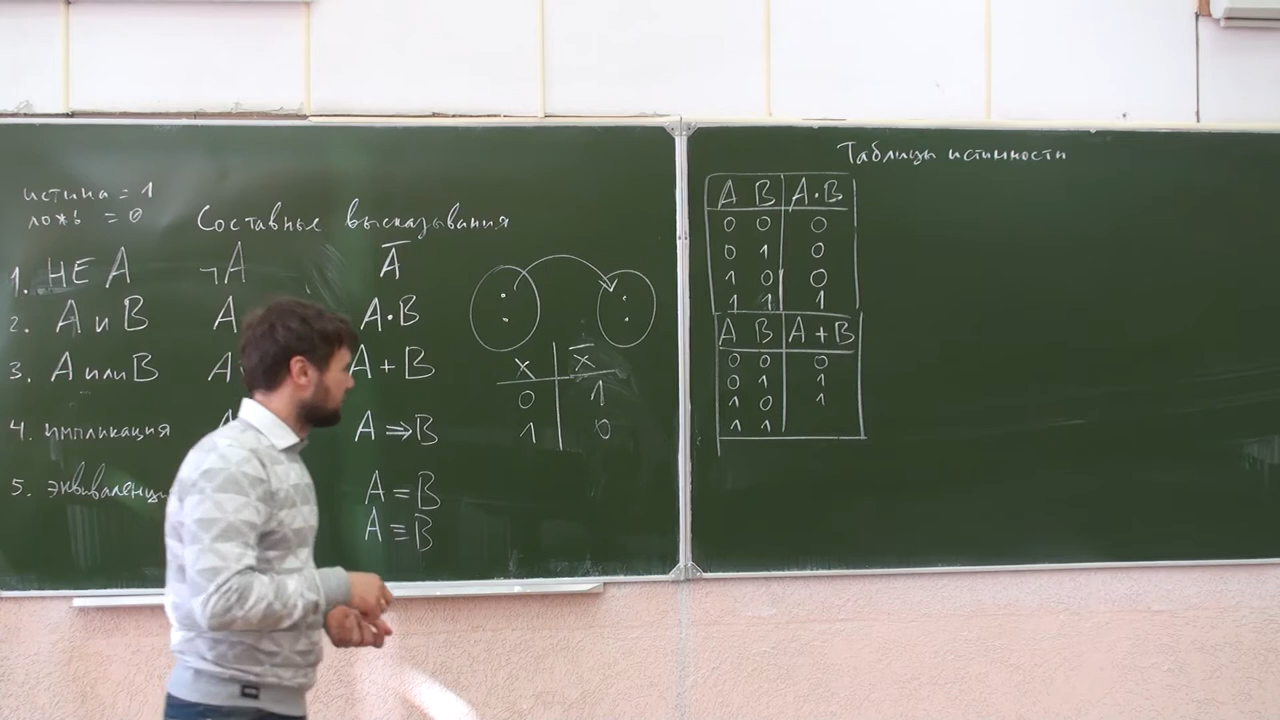 истина = 1
ложь = 0
Составные высказывания
1. НЕ A ¬A A̅
2. A и B A A·B
3. A или B A A+B
4. импликация A ⇒ B
5. A = B
A ≡ B
x x̅
0 1
1 0
Таблицы истинности
A B A·B
0 0 0
0 1 0
1 0 0
1 1 1
A B A+B
0 0 0
0 1 1
1 0 1
1 1